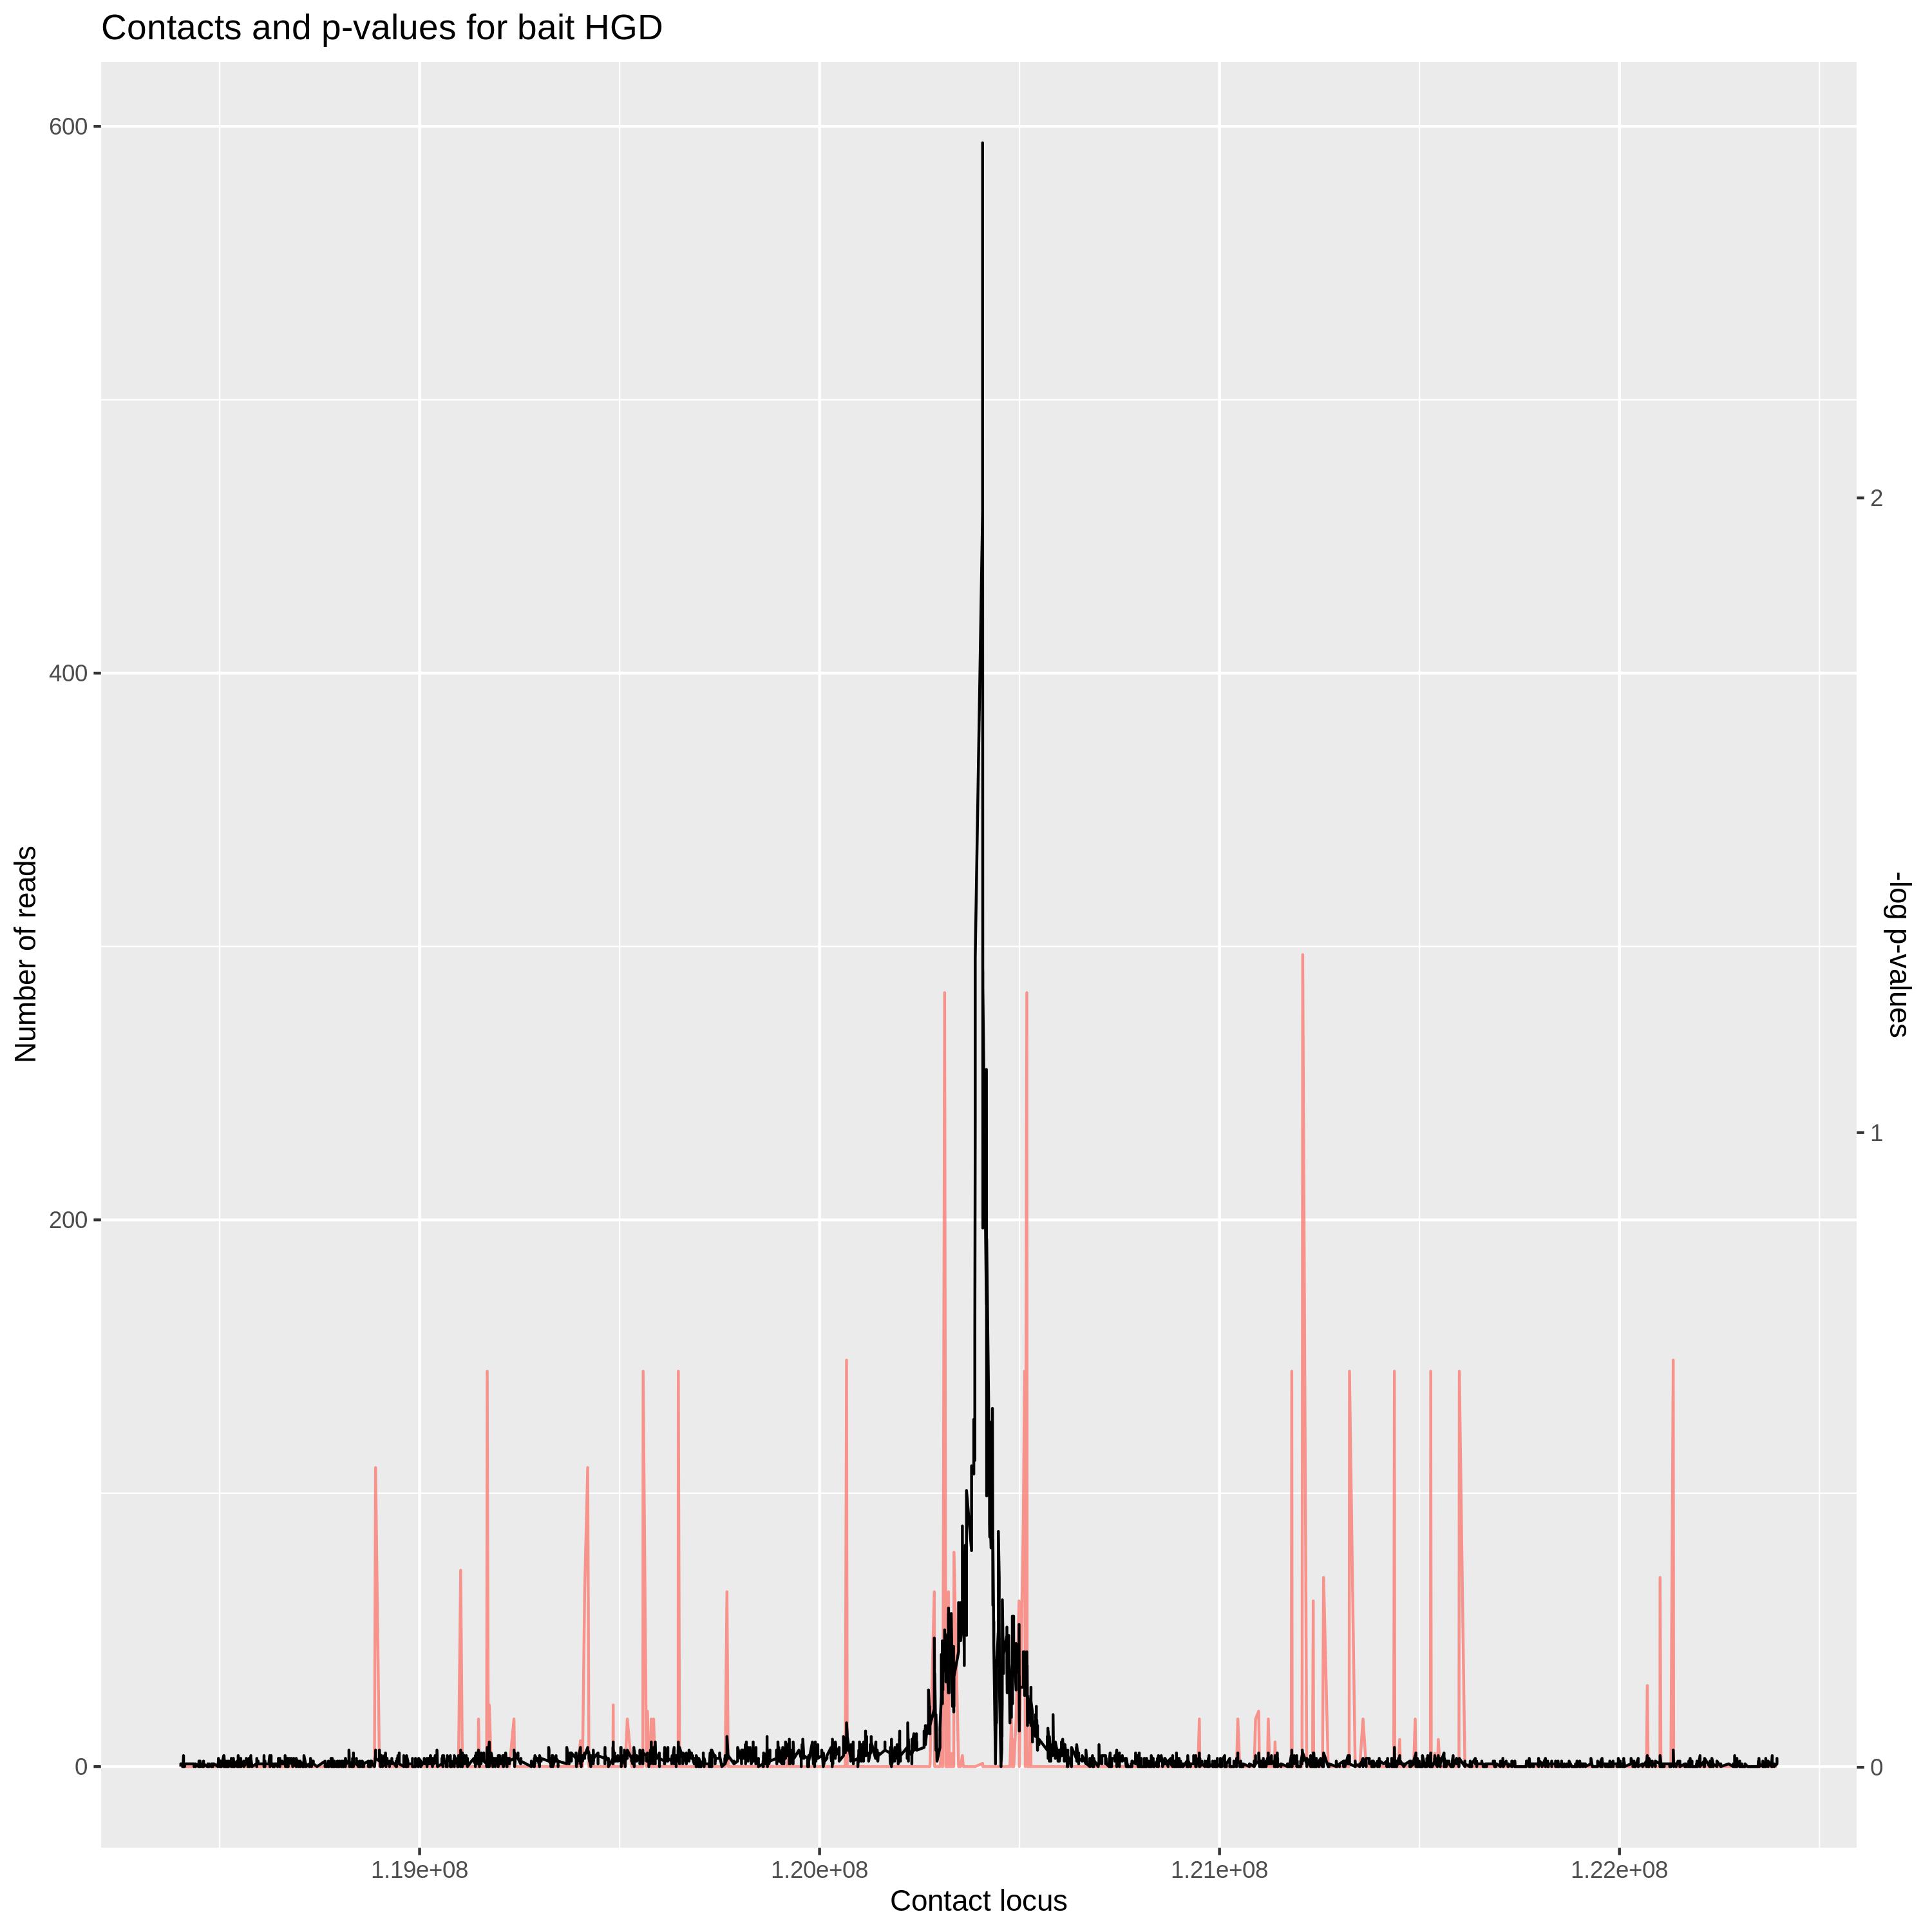 Contacts and p-values for bait HGD
600
400
200
0
Number of reads
2
1
0
-log p-values
1.19e+08
1.20e+08
1.21e+08
1.22e+08
Contact locus